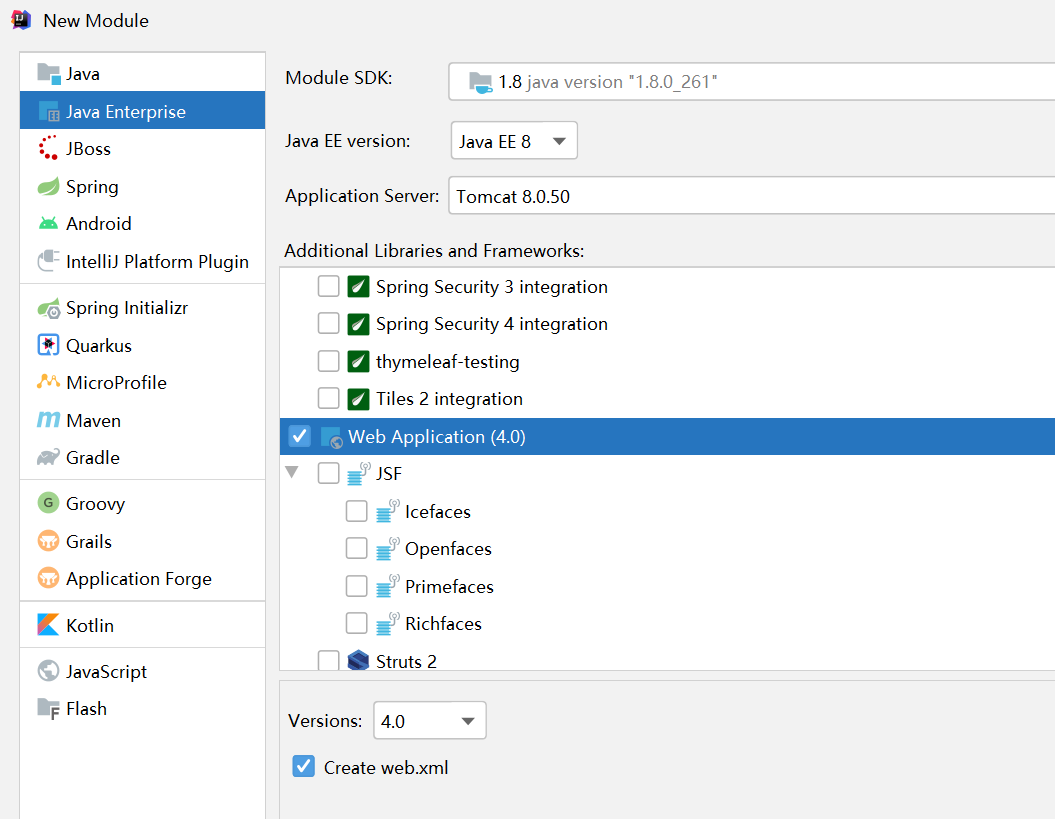 New Module
Java
Java Enterprise
JBoss
Spring
Android
IntelliJ Platform Plugin
Spring Initializr
Quarkus
MicroProfile
Maven
Gradle
Groovy
Grails
Application Forge
Kotlin
JavaScript
Flash
Module SDK: 1.8 java version "1.8.0_261"
Java EE version: Java EE 8
Application Server: Tomcat 8.0.50
Additional Libraries and Frameworks:
Spring Security 3 integration
Spring Security 4 integration
thymeleaf-testing
Tiles 2 integration
Web Application (4.0)
JSF
Icefaces
Openfaces
Primefaces
Richfaces
Struts 2
Versions: 4.0
Create web.xml